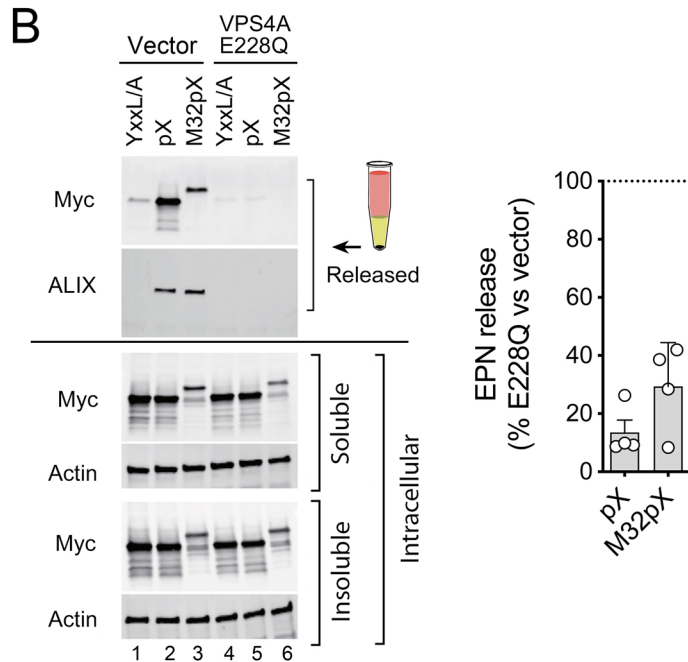 B
Vector
VPS4A
E228Q
YxxL/A
pX
M32pX
YxxL/A
pX
M32pX
Myc
ALIX
Released
Myc
Actin
Soluble
Myc
Actin
Insoluble
Intracellular
1 2 3 4 5 6
EPN release
(% E228Q vs vector)
100
80
60
40
20
0
pX
M32pX